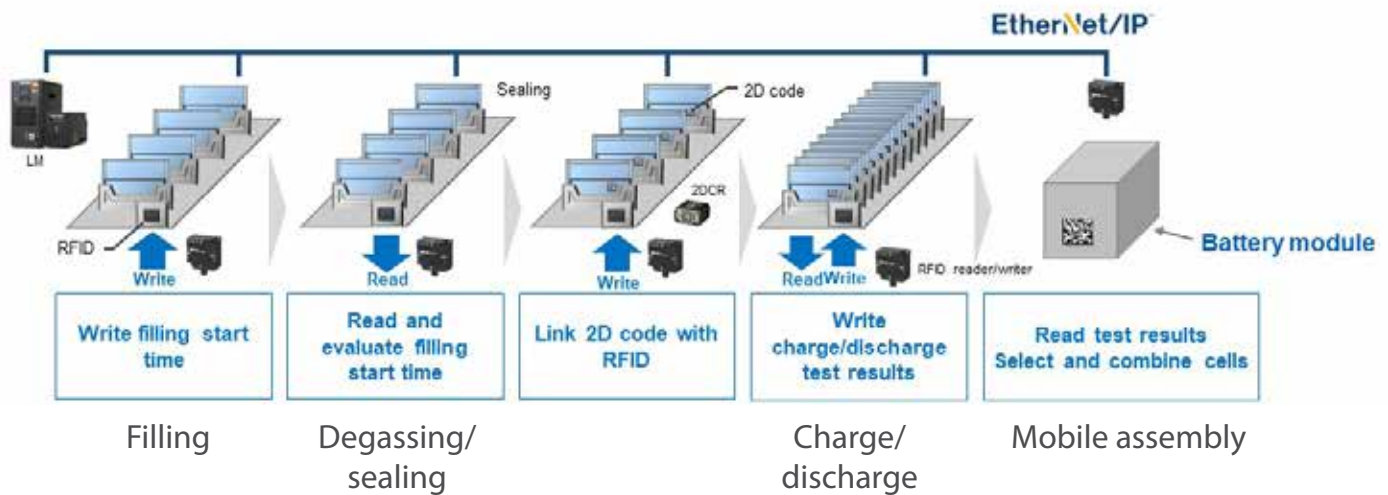 EtherNet/IP
Sealing
2D code
LM
2DCR
RFID
Write
Read
Write
ReadWrite
RFID reader/writer
Battery module
Write filling start
time
Read and
evaluate filling
start time
Link 2D code with
RFID
Write
charge/discharge
test results
Read test results
Select and combine cells
Filling
Degassing/
sealing
Charge/
discharge
Mobile assembly